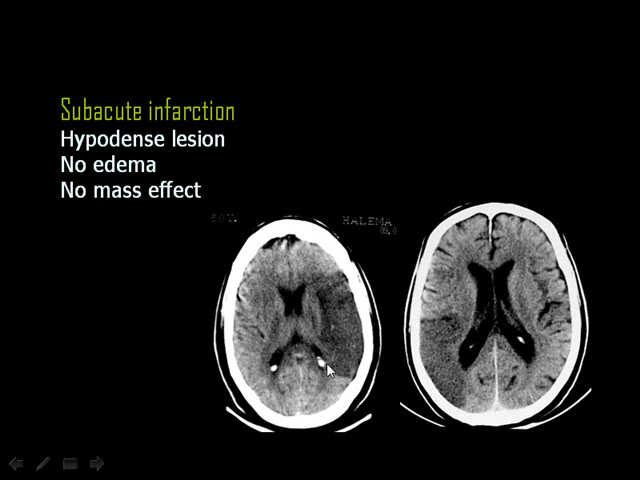 Subacute infarction
Hypodense lesion
No edema
No mass effect
HALEMA